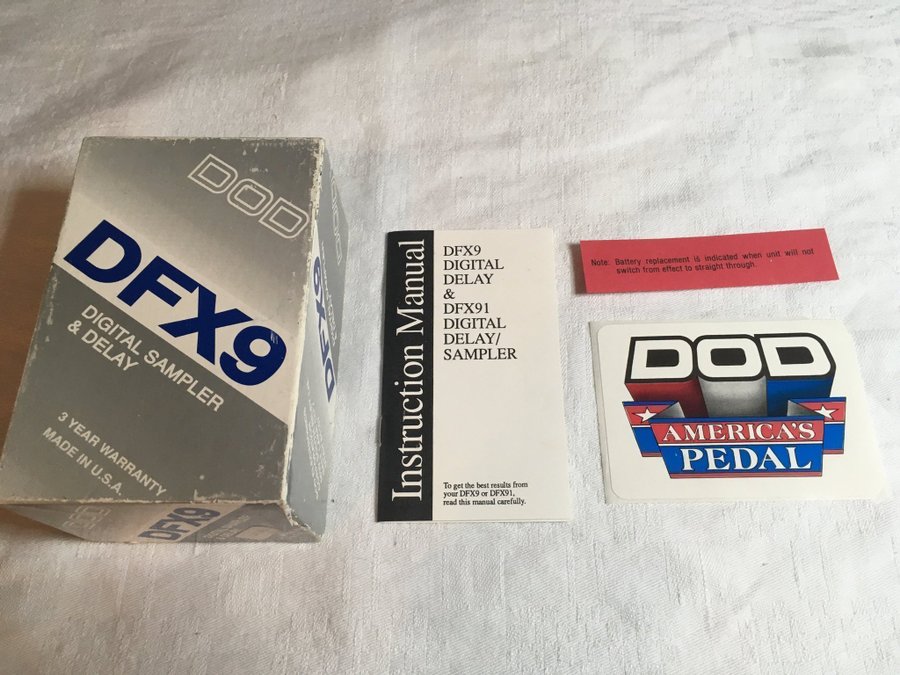 DOD
DFX9
DIGITAL SAMPLER
& DELAY
3 YEAR WARRANTY
MADE IN U.S.A.
DFX9
DFX9
Instruction Manual
DFX9
DIGITAL
DELAY
&
DFX91
DIGITAL
DELAY/
SAMPLER
To get the best results from
your DFX9 or DFX91,
read this manual carefully.
Note: Battery replacement is indicated when unit will not
switch from effect to straight through.
DOD
AMERICA'S
PEDAL